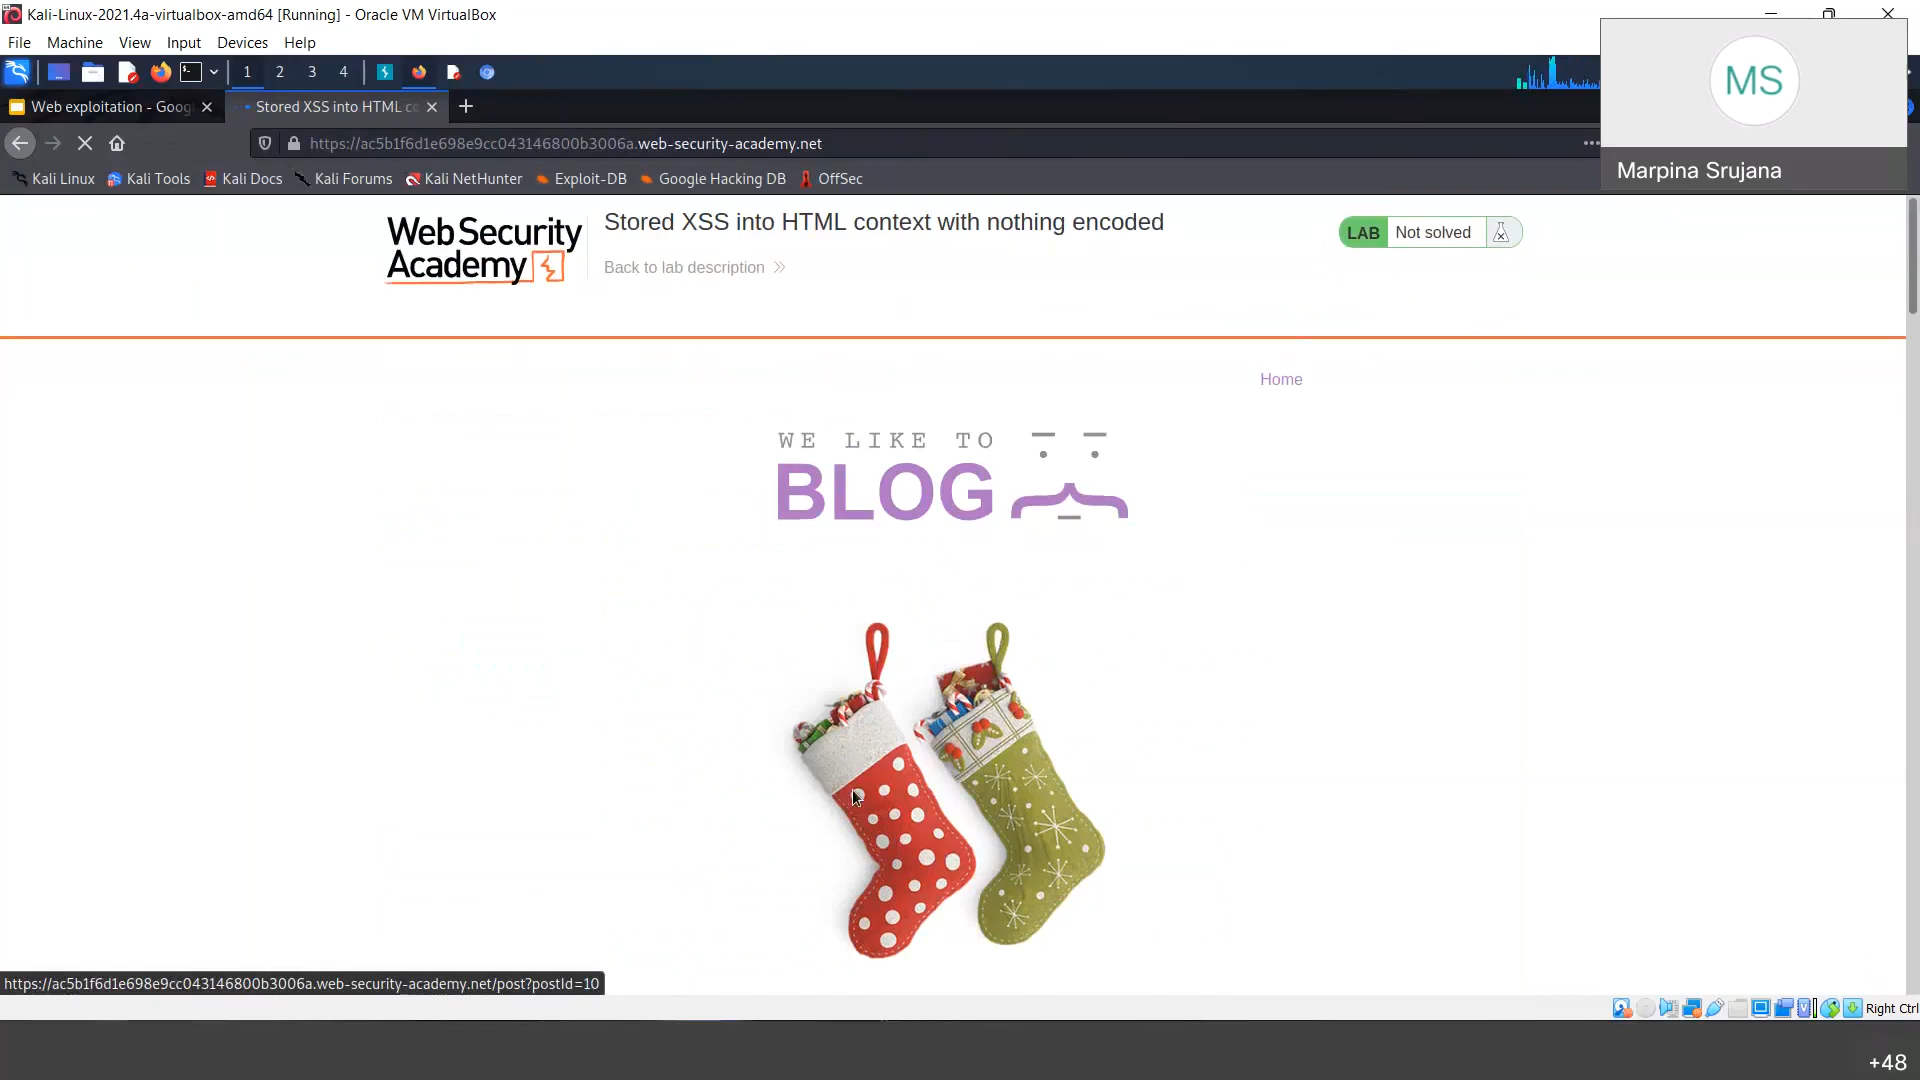 Kali-Linux-2021.4a-virtualbox-amd64 [Running] - Oracle VM VirtualBox
File Machine View Input Devices Help
1 2 3 4
Web exploitation - Goog
Stored XSS into HTML co
https://ac5b1f6d1e698e9cc043146800b3006a.web-security-academy.net
Kali Linux Kali Tools Kali Docs Kali Forums Kali NetHunter Exploit-DB Google Hacking DB OffSec
MS
Marpina Srujana
WebSecurity
Academy
Stored XSS into HTML context with nothing encoded
Back to lab description
LAB Not solved
Home
WE LIKE TO
BLOG
https://ac5b1f6d1e698e9cc043146800b3006a.web-security-academy.net/post?postId=10
Right Ctrl
+48